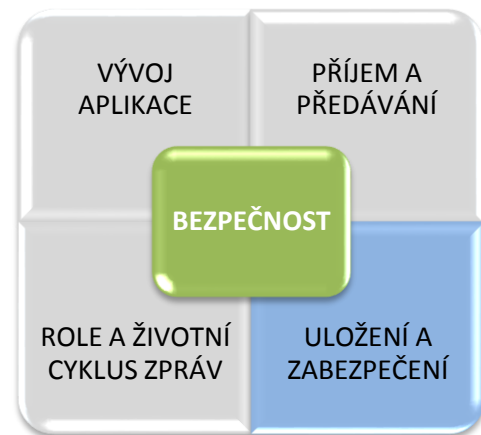 VÝVOJ
APLIKACE
PŘÍJEM A
PŘEDÁVÁNÍ
BEZPEČNOST
ROLE A ŽIVOTNÍ
CYKLUS ZPRÁV
ULOŽENÍ A
ZABEZPEČENÍ